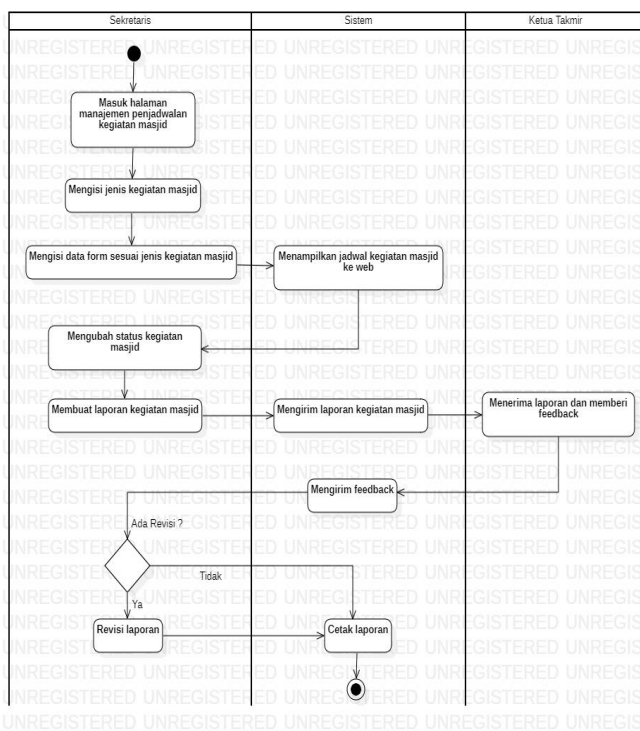 Sekretaris
Sistem
Ketua Takmir
Masuk halaman
manajemen penjadwalan
kegiatan masjid
Mengisi jenis kegiatan masjid
Mengisi data form sesuai jenis kegiatan masjid
Menampilkan jadwal kegiatan masjid
ke web
Mengubah status kegiatan
masjid
Membuat laporan kegiatan masjid
Mengirim laporan kegiatan masjid
Menerima laporan dan memberi
feedback
Mengirim feedback
Ada Revisi ?
Tidak
Ya
Revisi laporan
Cetak laporan
UNREGISTERED